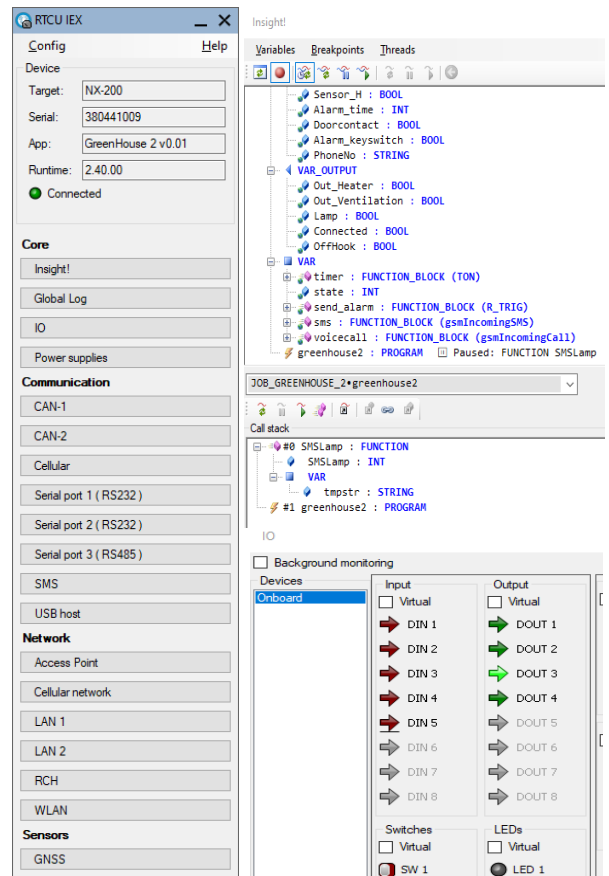 RTCU IEX
Config
Help
Device
Target:
NX-200
Serial:
380441009
App:
GreenHouse 2 v0.01
Runtime:
2.40.00
Connected
Core
Insight!
Global Log
IO
Power supplies
Communication
CAN-1
CAN-2
Cellular
Serial port 1 ( RS232 )
Serial port 2 ( RS232 )
Serial port 3 ( RS485 )
SMS
USB host
Network
Access Point
Cellular network
LAN 1
LAN 2
RCH
WLAN
Sensors
GNSS
Insight!
Variables Breakpoints Threads
Sensor_H : BOOL
Alarm_time : INT
Doorcontact : BOOL
Alarm_keyswitch : BOOL
PhoneNo : STRING
VAR_OUTPUT
Out_Heater : BOOL
Out_Ventilation : BOOL
Lamp : BOOL
Connected : BOOL
OffHook : BOOL
VAR
timer : FUNCTION_BLOCK (TON)
state : INT
send_alarm : FUNCTION_BLOCK (R_TRIG)
sms : FUNCTION_BLOCK (gsmIncomingSMS)
voicecall : FUNCTION_BLOCK (gsmIncomingCall)
greenhouse2 : PROGRAM Paused: FUNCTION SMSLamp
JOB_GREENHOUSE_2*greenhouse2
Call stack
#0 SMSLamp : FUNCTION
SMSLamp : INT
VAR
tmpstr : STRING
#1 greenhouse2 : PROGRAM
IO
Background monitoring
Devices
Onboard
Input
Virtual
DIN 1
DIN 2
DIN 3
DIN 4
DIN 5
DIN 6
DIN 7
DIN 8
Output
Virtual
DOUT 1
DOUT 2
DOUT 3
DOUT 4
DOUT 5
DOUT 6
DOUT 7
DOUT 8
Switches
Virtual
SW 1
LEDs
Virtual
LED 1